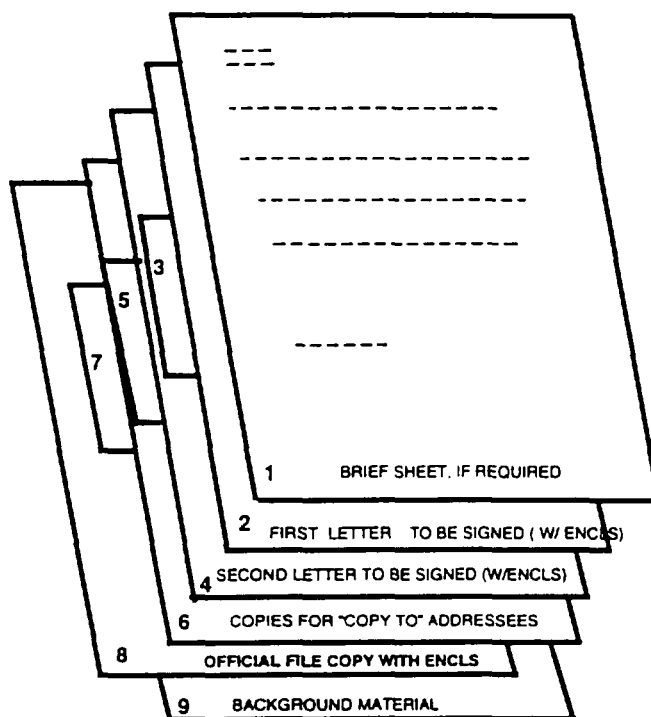 3
5
7
1 BRIEF SHEET. IF REQUIRED
2 FIRST LETTER TO BE SIGNED ( W/ ENCLS)
4 SECOND LETTER TO BE SIGNED (W/ENCLS)
6 COPIES FOR "COPY TO" ADDRESSEES
8 OFFICIAL FILE COPY WITH ENCLS
9 BACKGROUND MATERIAL